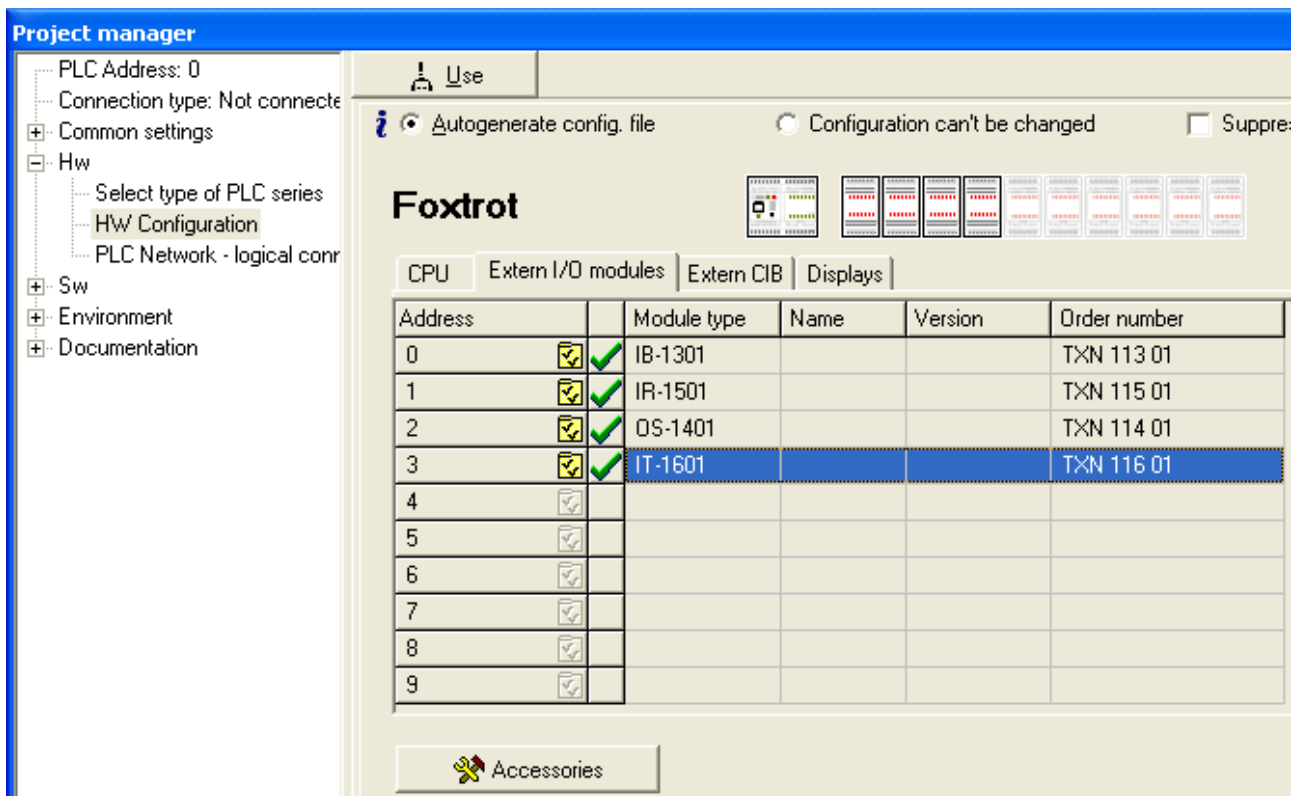 Project manager
PLC Address: 0
Connection type: Not connecte
Common settings
Hw
Select type of PLC series
HW Configuration
PLC Network - logical conr
Sw
Environment
Documentation
Use
Autogenerate config. file Configuration can't be changed Suppre
Foxtrot
CPU Extern I/O modules Extern CIB Displays
Address Module type Name Version Order number
0 IB-1301 TXN 113 01
1 IR-1501 TXN 115 01
2 OS-1401 TXN 114 01
3 IT-1601 TXN 116 01
4
5
6
7
8
9
Accessories